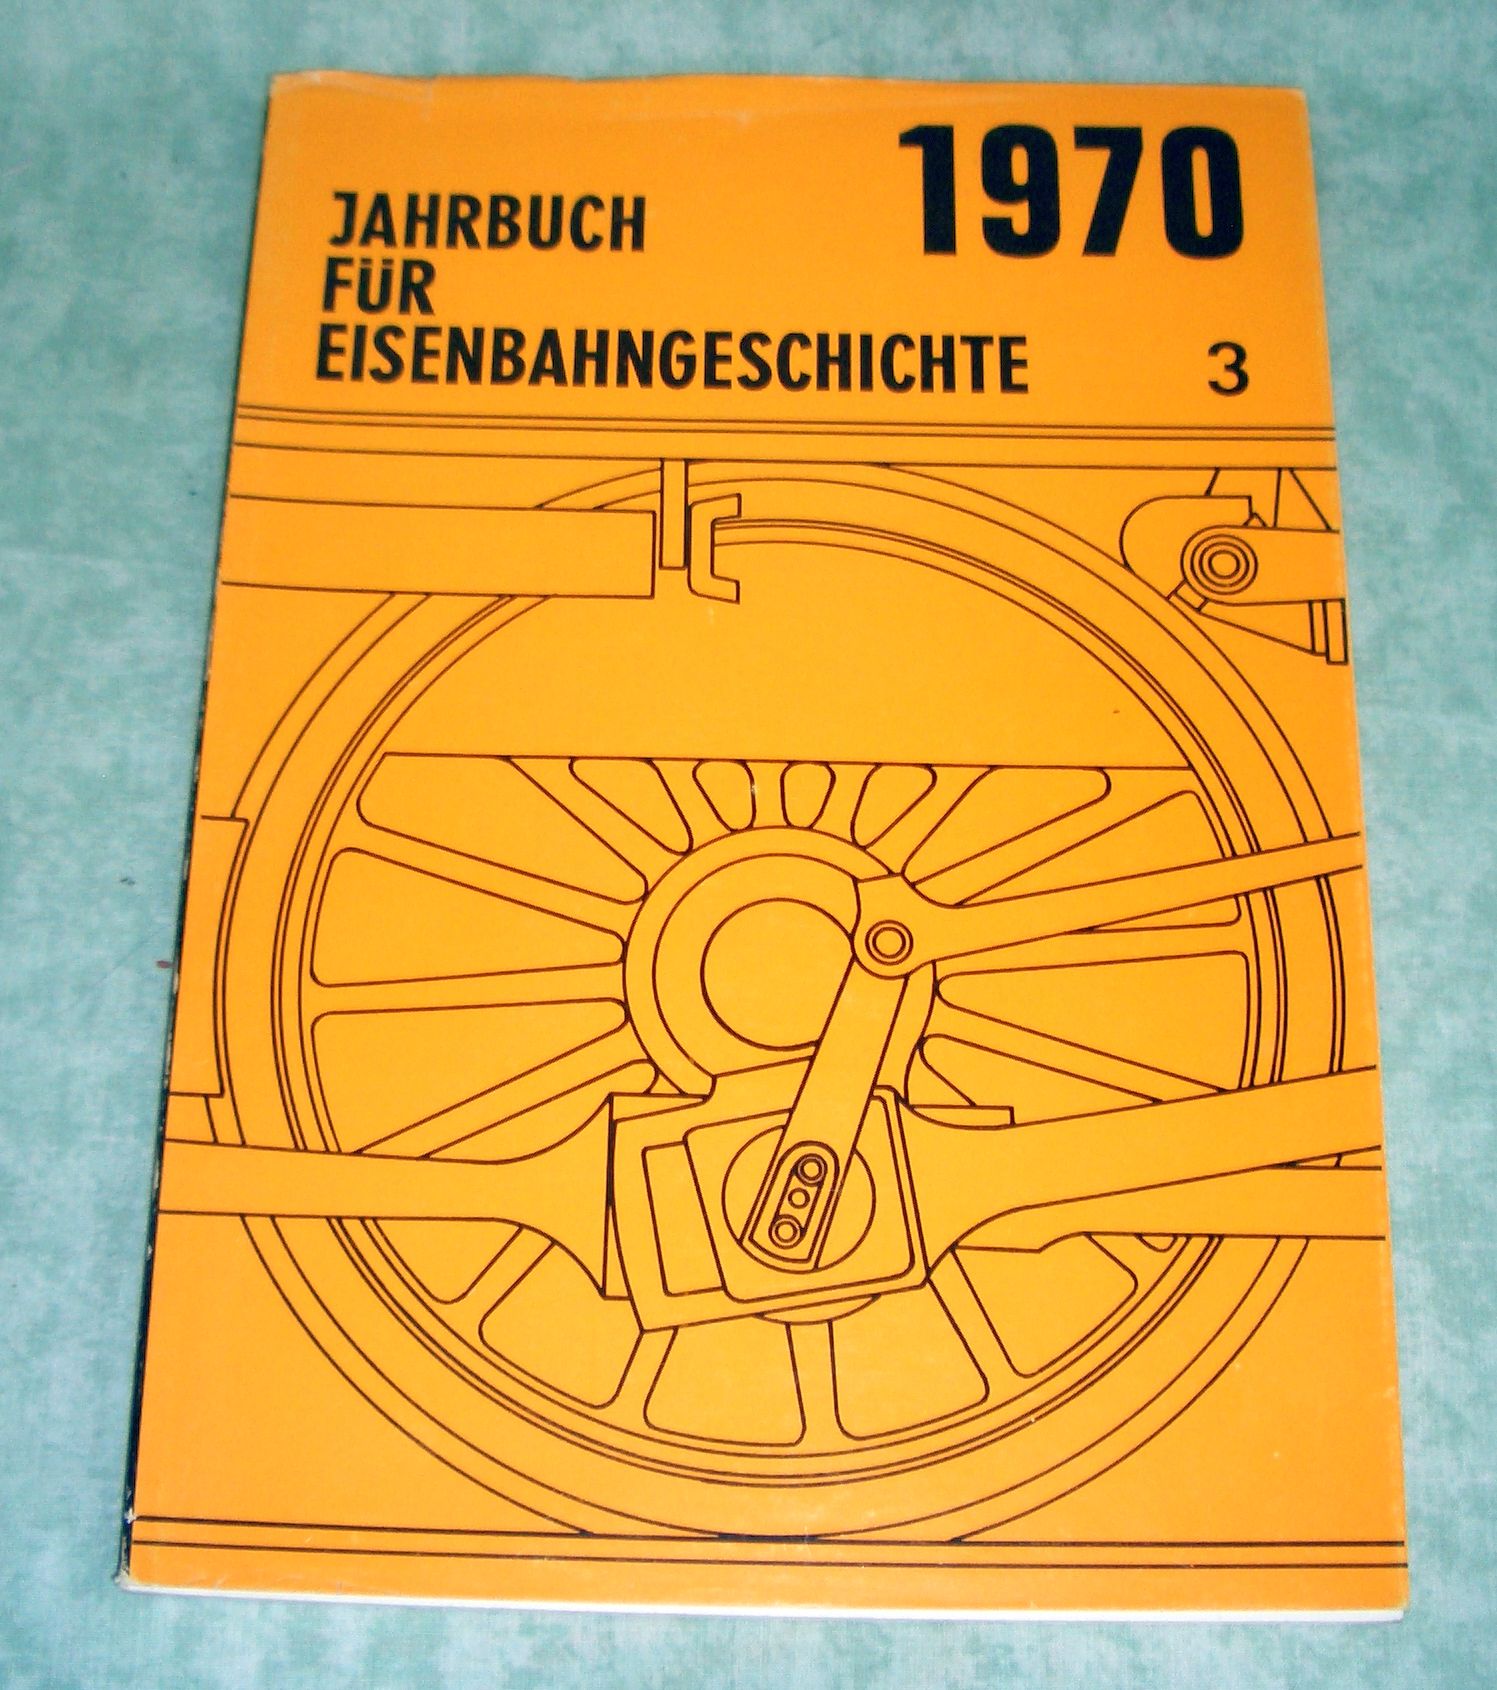 1970
JAHRBUCH
FÜR
EISENBAHNGESCHICHTE 3